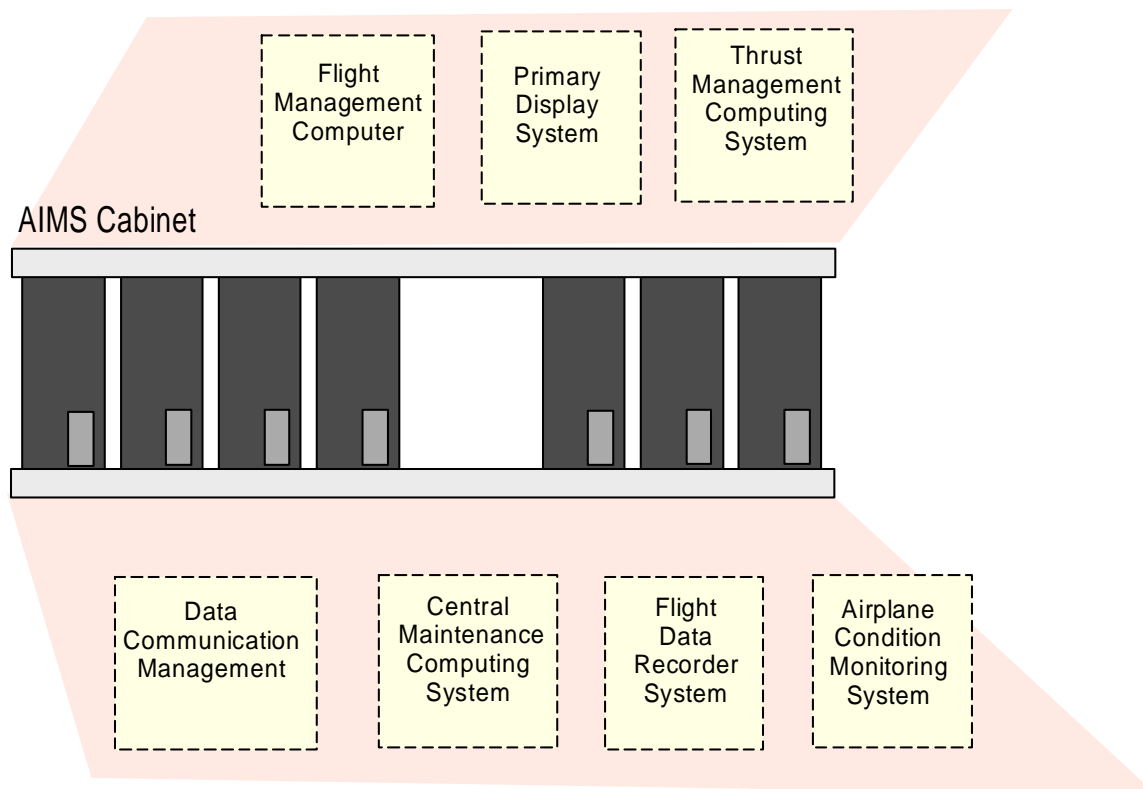 Flight
Management
Computer
Primary
Display
System
Thrust
Management
Computing
System
AIMS Cabinet
Data
Communication
Management
Central
Maintenance
Computing
System
Flight
Data
Recorder
System
Airplane
Condition
Monitoring
System